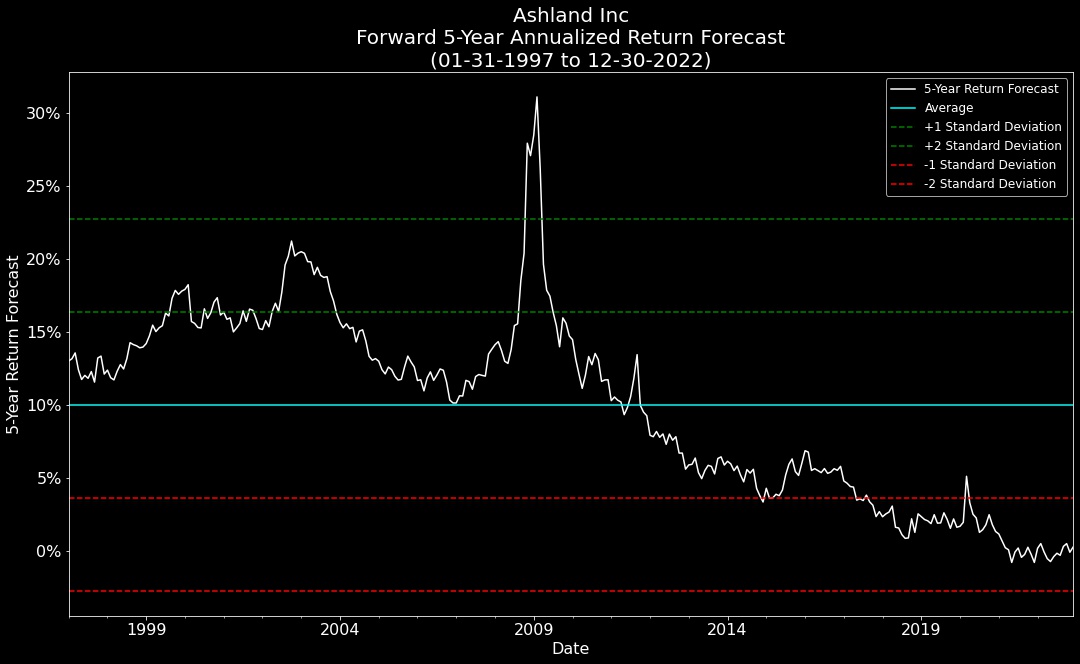 Ashland Inc
Forward 5-Year Annualized Return Forecast
(01-31-1997 to 12-30-2022)
5-Year Return Forecast
Average
+1 Standard Deviation
+2 Standard Deviation
-1 Standard Deviation
-2 Standard Deviation
5-Year Return Forecast
30%
25%
20%
15%
10%
5%
0%
1999
2004
2009
2014
2019
Date